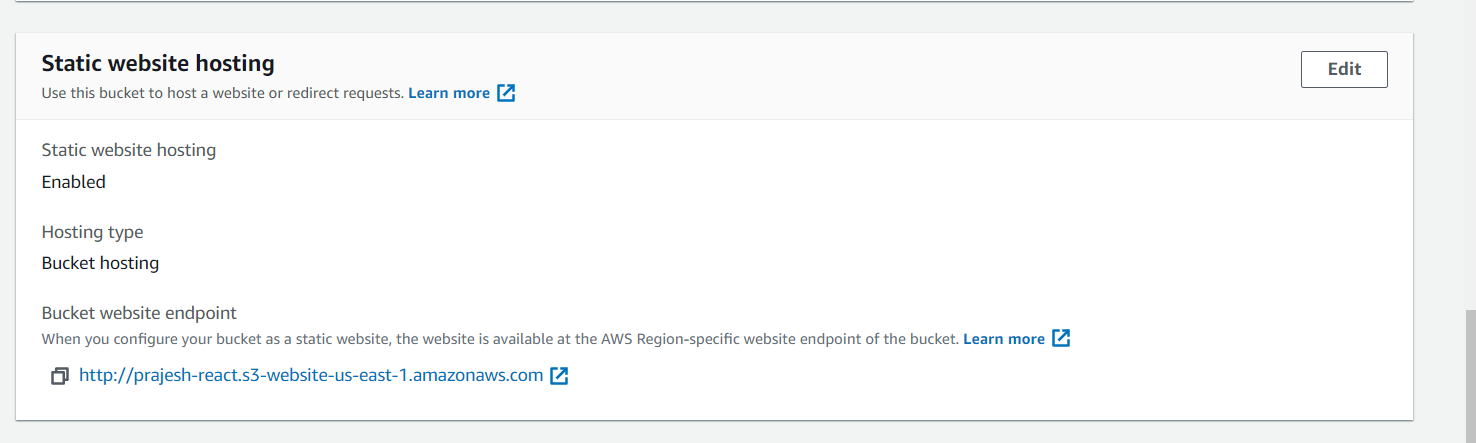 Static website hosting
Edit
Use this bucket to host a website or redirect requests. Learn more
Static website hosting
Enabled
Hosting type
Bucket hosting
Bucket website endpoint
When you configure your bucket as a static website, the website is available at the AWS Region-specific website endpoint of the bucket. Learn more
http://prajesh-react.s3-website-us-east-1.amazonaws.com